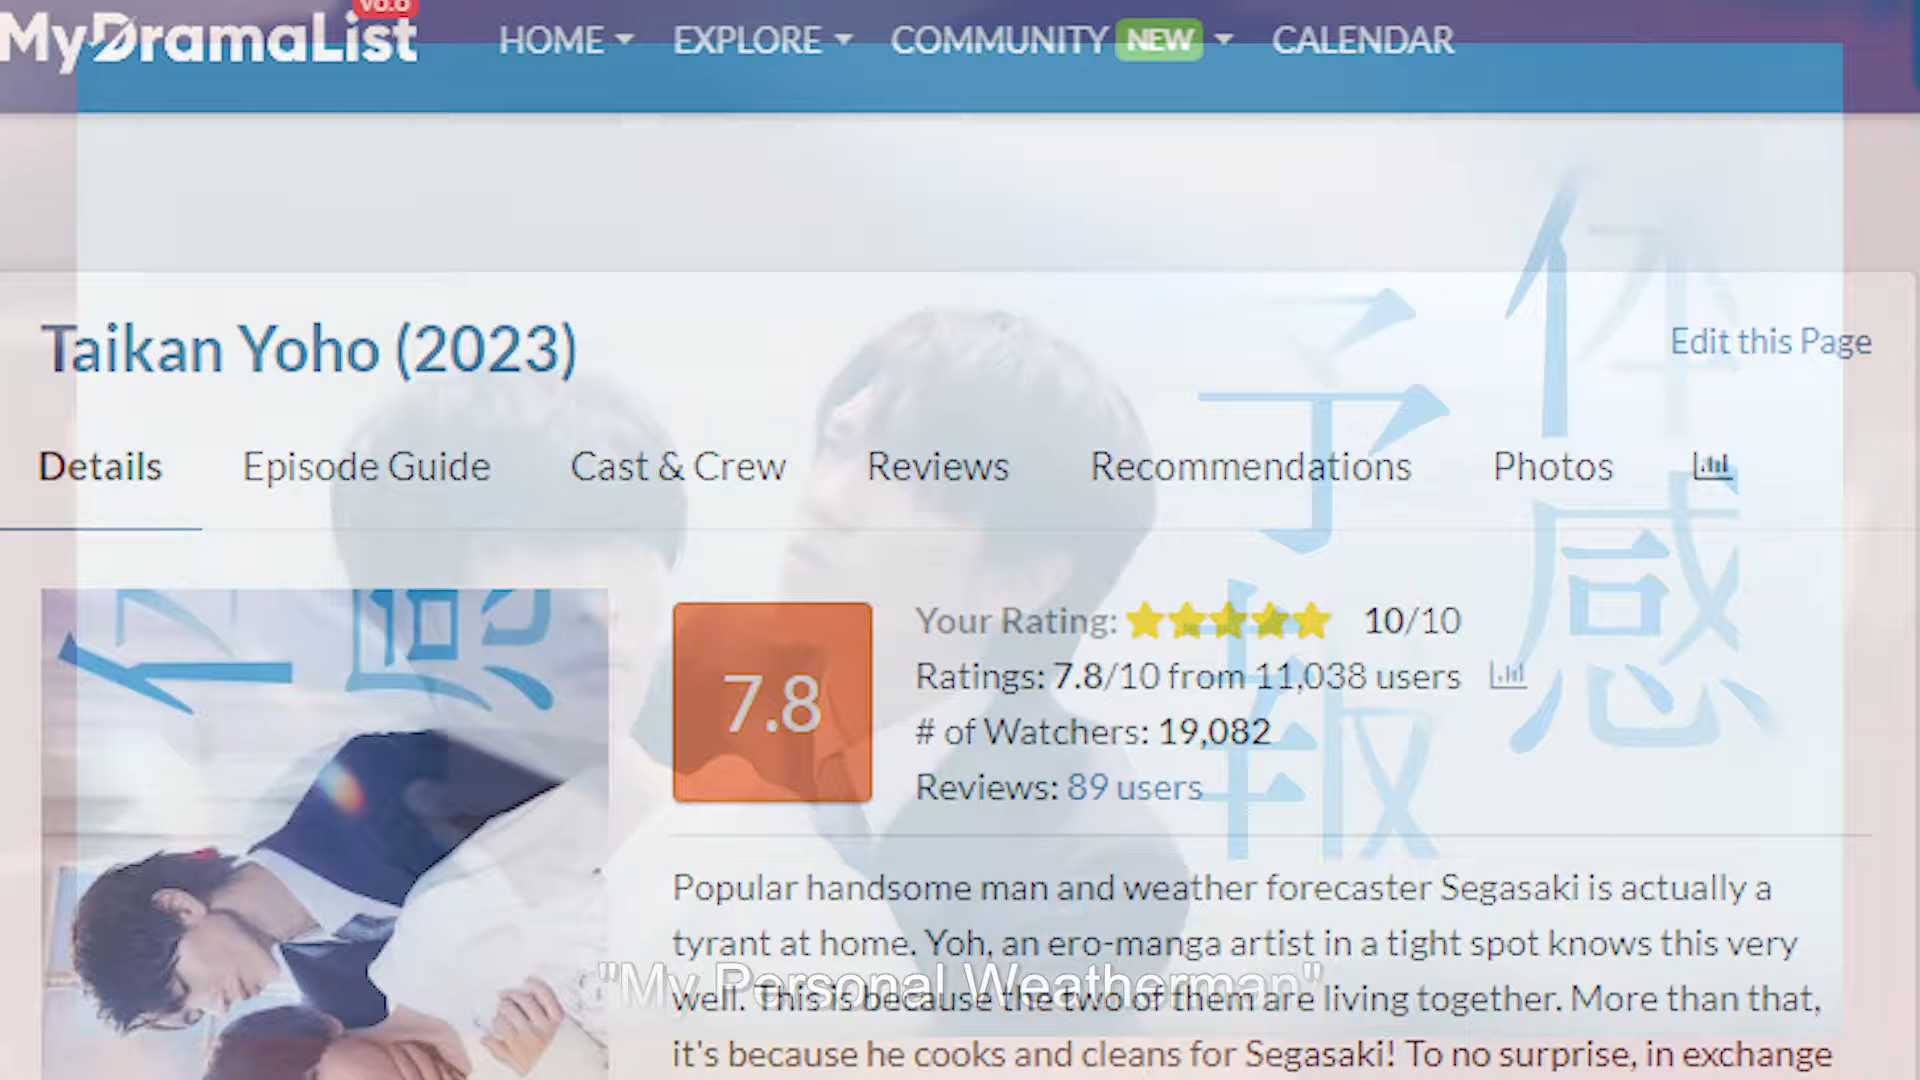 MyDramaList
v6.0
HOME
EXPLORE
COMMUNITY NEW
CALENDAR
Taikan Yoho (2023)
Edit this Page
Details
Episode Guide
Cast & Crew
Reviews
Recommendations
Photos
体感
予報
7.8
Your Rating: 10/10
Ratings: 7.8/10 from 11,038 users
# of Watchers: 19,082
Reviews: 89 users
Popular handsome man and weather forecaster Segasaki is actually a
tyrant at home. Yoh, an ero-manga artist in a tight spot knows this very
well. This is because the two of them are living together. More than that,
it's because he cooks and cleans for Segasaki! To no surprise, in exchange
"My Personal Weatherman"